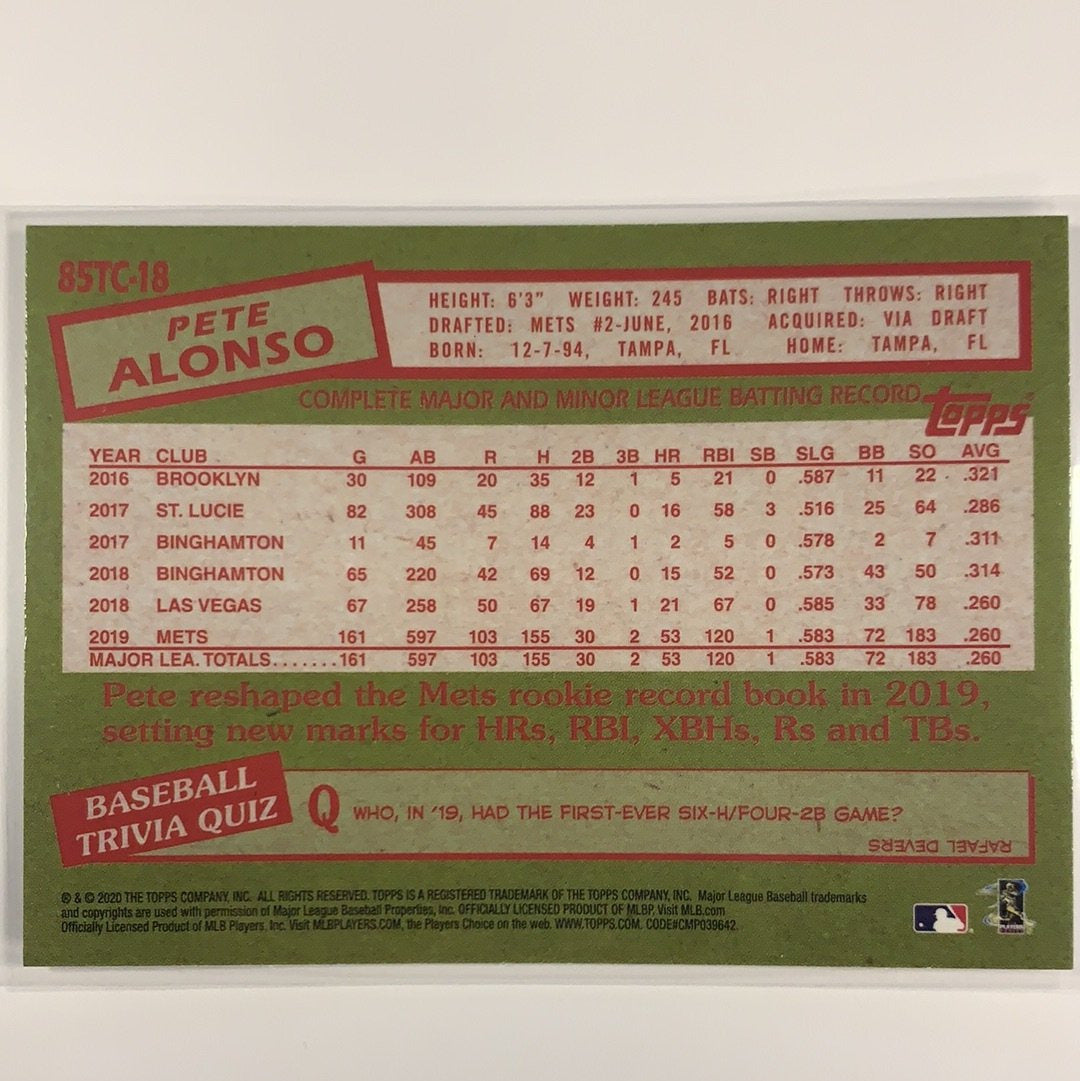 85TC-18
PETE
ALONSO
HEIGHT: 6'3" WEIGHT: 245 BATS: RIGHT THROWS: RIGHT
DRAFTED: METS #2-JUNE, 2016 ACQUIRED: VIA DRAFT
BORN: 12-7-94, TAMPA, FL HOME: TAMPA, FL
COMPLETE MAJOR AND MINOR LEAGUE BATTING RECORD
topps
YEAR CLUB G AB R H 2B 3B HR RBI SB SLG BB SO AVG
2016 BROOKLYN 30 109 20 35 12 1 5 21 0 .587 11 22 .321
2017 ST. LUCIE 82 308 45 88 23 0 16 58 3 .516 25 64 .286
2017 BINGHAMTON 11 45 7 14 4 1 2 5 0 .578 2 7 .311
2018 BINGHAMTON 65 220 42 69 12 0 15 52 0 .573 43 50 .314
2018 LAS VEGAS 67 258 50 67 19 1 21 67 0 .585 33 78 .260
2019 METS 161 597 103 155 30 2 53 120 1 .583 72 183 .260
MAJOR LEA. TOTALS.......161 597 103 155 30 2 53 120 1 .583 72 183 .260
Pete reshaped the Mets rookie record book in 2019,
setting new marks for HRs, RBI, XBHs, Rs and TBs.
BASEBALL
TRIVIA QUIZ
Q WHO, IN '19, HAD THE FIRST-EVER SIX-H/FOUR-2B GAME?
RAFAEL DEVERS
® & © 2020 THE TOPPS COMPANY, INC. ALL RIGHTS RESERVED. TOPPS IS A REGISTERED TRADEMARK OF THE TOPPS COMPANY, INC. Major League Baseball trademarks
and copyrights are used with permission of Major League Baseball Properties, Inc. OFFICIALLY LICENSED PRODUCT OF MLBP. Visit MLB.com
Officially Licensed Product of MLB Players, Inc. Visit MLBPLAYERS.COM, the Players Choice on the web. WWW.TOPPS.COM. CODE#CMP039642.